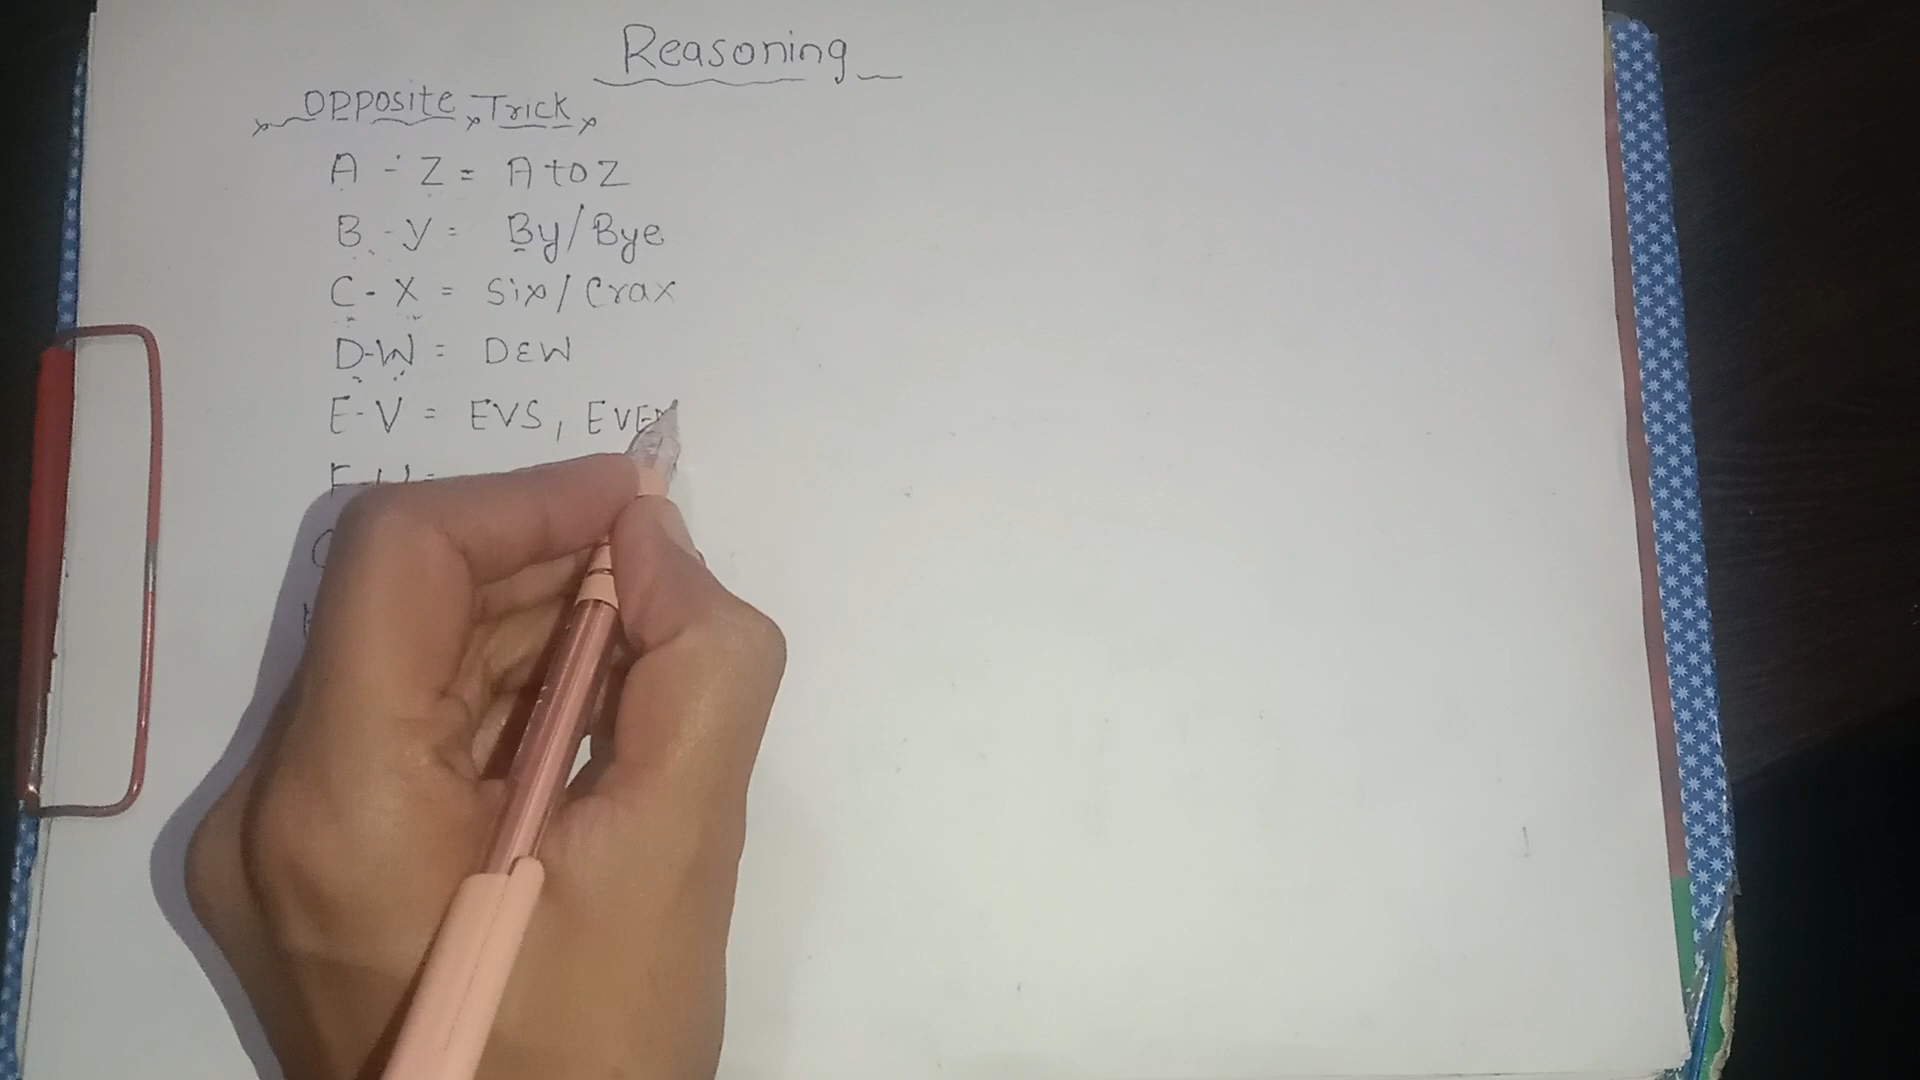 Reasoning
Opposite Trick
A - Z = A to Z
B - Y = By/Bye
C - X = Six/Crax
D-W = DEW
E-V = EVS, EVE
F-U =